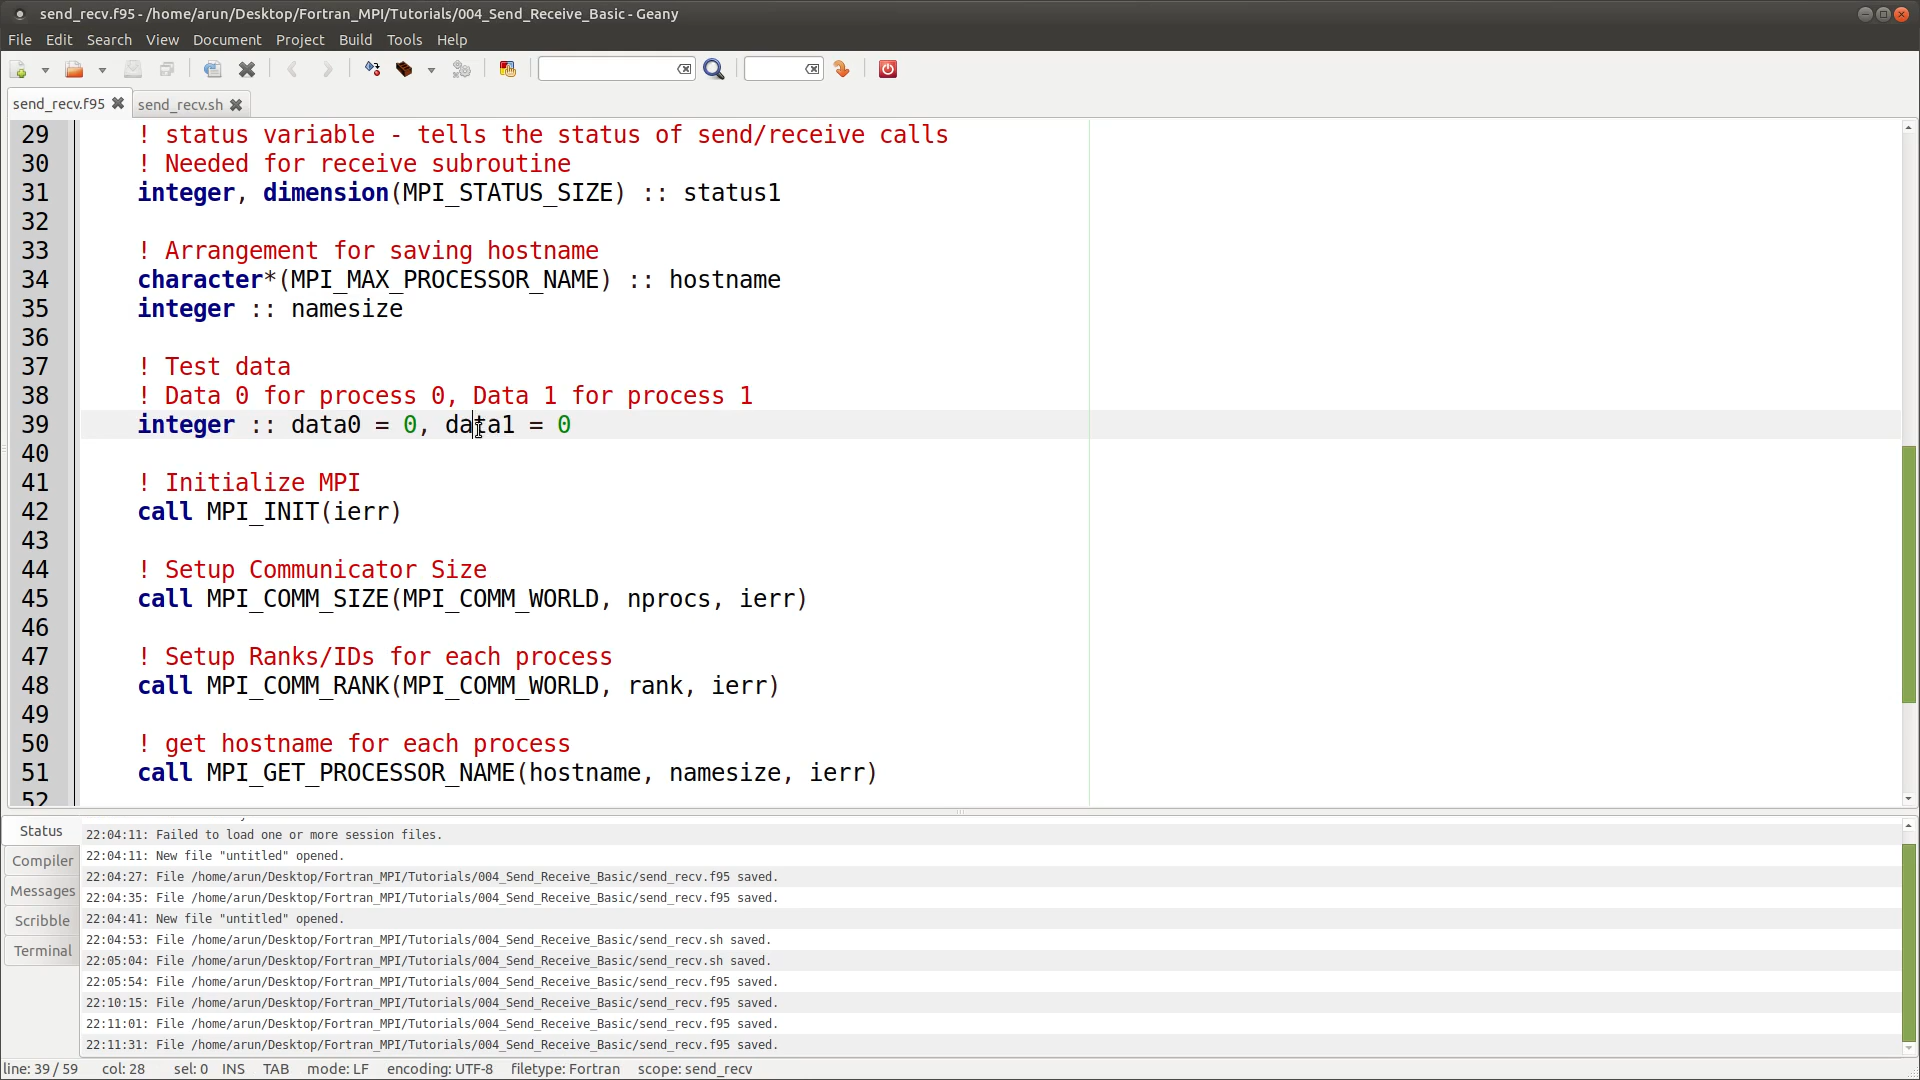 send_recv.f95 - /home/arun/Desktop/Fortran_MPI/Tutorials/004_Send_Receive_Basic - Geany
File Edit Search View Document Project Build Tools Help
send_recv.f95 send_recv.sh
29 ! status variable - tells the status of send/receive calls
30 ! Needed for receive subroutine
31 integer, dimension(MPI_STATUS_SIZE) :: status1
32
33 ! Arrangement for saving hostname
34 character*(MPI_MAX_PROCESSOR_NAME) :: hostname
35 integer :: namesize
36
37 ! Test data
38 ! Data 0 for process 0, Data 1 for process 1
39 integer :: data0 = 0, data1 = 0
40
41 ! Initialize MPI
42 call MPI_INIT(ierr)
43
44 ! Setup Communicator Size
45 call MPI_COMM_SIZE(MPI_COMM_WORLD, nprocs, ierr)
46
47 ! Setup Ranks/IDs for each process
48 call MPI_COMM_RANK(MPI_COMM_WORLD, rank, ierr)
49
50 ! get hostname for each process
51 call MPI_GET_PROCESSOR_NAME(hostname, namesize, ierr)
52
Status
Compiler
Messages
Scribble
Terminal
22:04:11: Failed to load one or more session files.
22:04:11: New file "untitled" opened.
22:04:27: File /home/arun/Desktop/Fortran_MPI/Tutorials/004_Send_Receive_Basic/send_recv.f95 saved.
22:04:35: File /home/arun/Desktop/Fortran_MPI/Tutorials/004_Send_Receive_Basic/send_recv.f95 saved.
22:04:41: New file "untitled" opened.
22:04:53: File /home/arun/Desktop/Fortran_MPI/Tutorials/004_Send_Receive_Basic/send_recv.sh saved.
22:05:04: File /home/arun/Desktop/Fortran_MPI/Tutorials/004_Send_Receive_Basic/send_recv.sh saved.
22:05:54: File /home/arun/Desktop/Fortran_MPI/Tutorials/004_Send_Receive_Basic/send_recv.f95 saved.
22:10:15: File /home/arun/Desktop/Fortran_MPI/Tutorials/004_Send_Receive_Basic/send_recv.f95 saved.
22:11:01: File /home/arun/Desktop/Fortran_MPI/Tutorials/004_Send_Receive_Basic/send_recv.f95 saved.
22:11:31: File /home/arun/Desktop/Fortran_MPI/Tutorials/004_Send_Receive_Basic/send_recv.f95 saved.
line: 39 / 59 col: 28 sel: 0 INS TAB mode: LF encoding: UTF-8 filetype: Fortran scope: send_recv